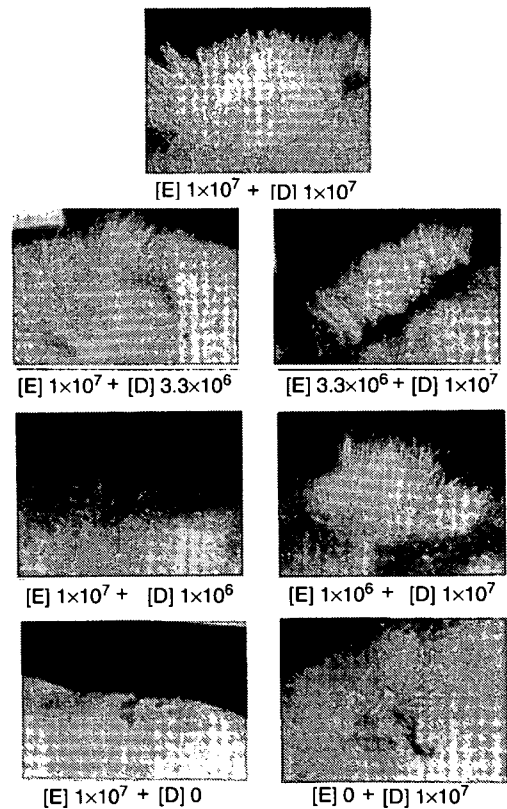 [E] 1×10⁷ + [D] 1×10⁷
[E] 1×10⁷ + [D] 3.3×10⁶
[E] 3.3×10⁶ + [D] 1×10⁷
[E] 1×10⁷ + [D] 1×10⁶
[E] 1×10⁶ + [D] 1×10⁷
[E] 1×10⁷ + [D] 0
[E] 0 + [D] 1×10⁷